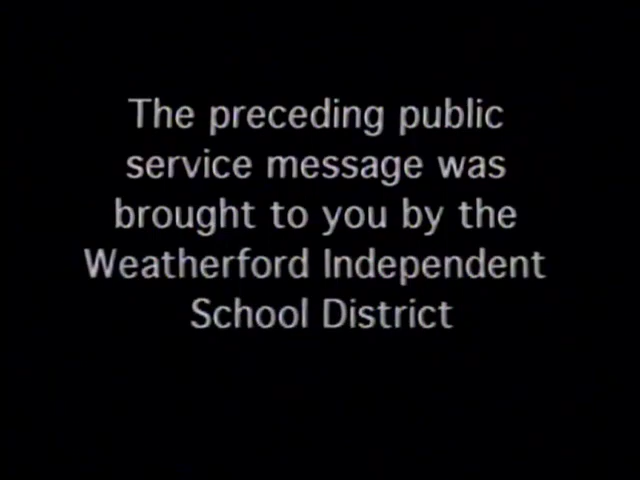 The preceding public
service message was
brought to you by the
Weatherford Independent
School District